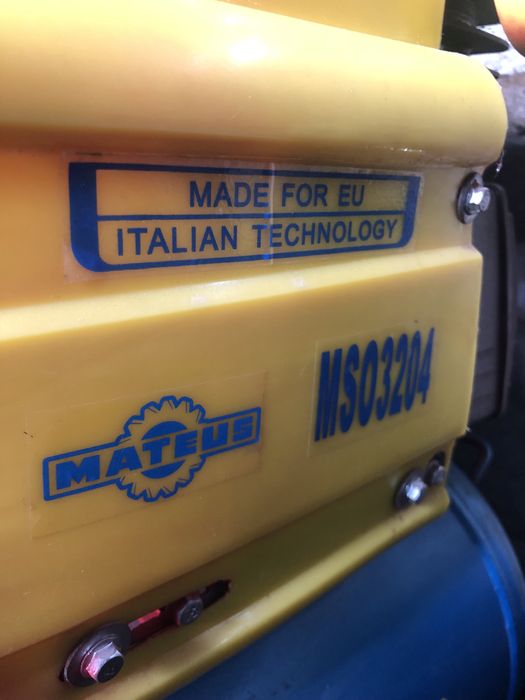 MADE FOR EU
ITALIAN TECHNOLOGY
MSO3204
MATEUS